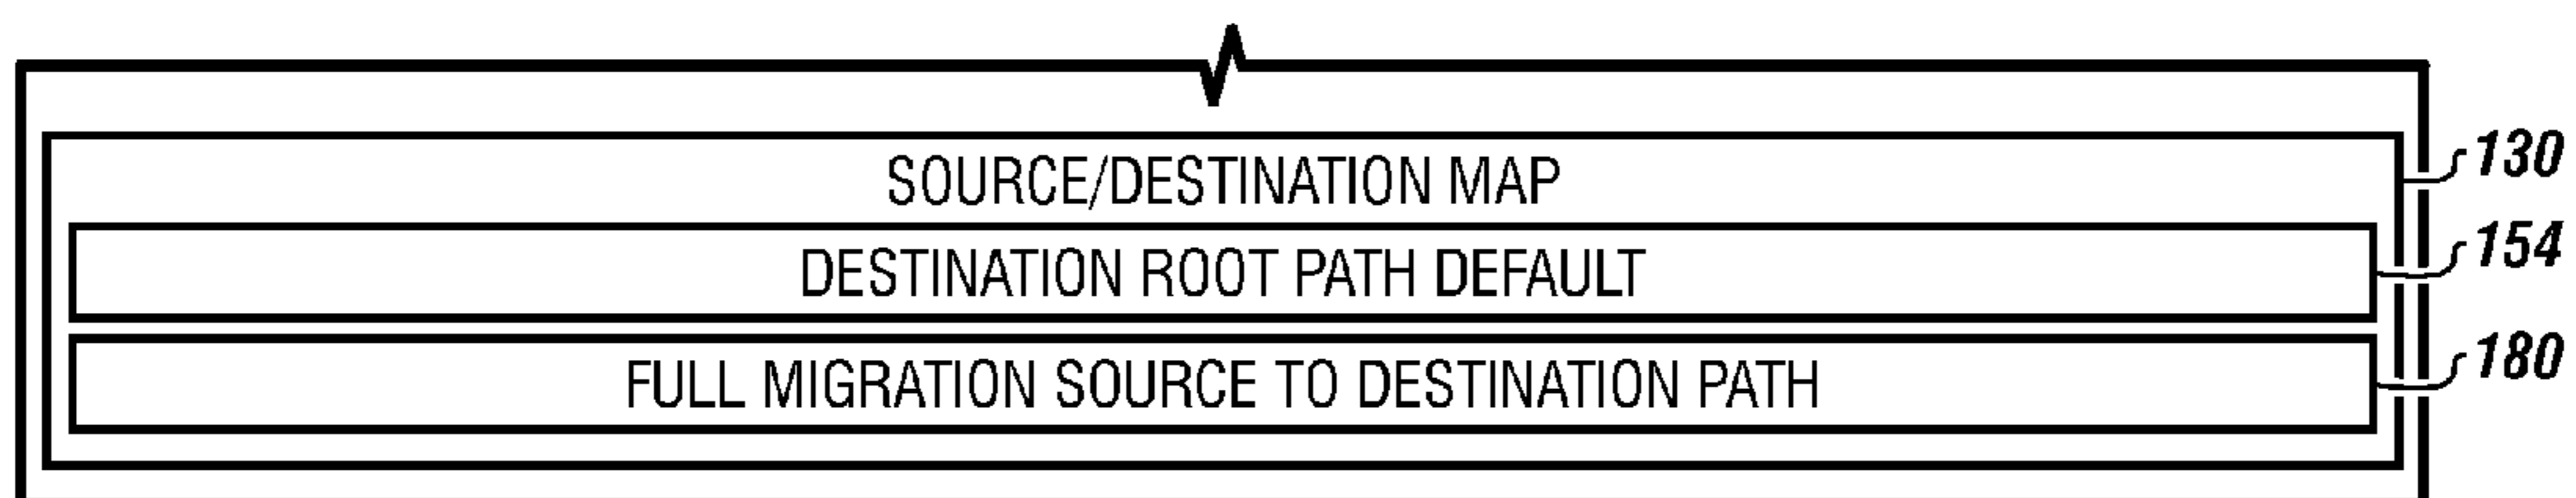 SOURCE/DESTINATION MAP 130
DESTINATION ROOT PATH DEFAULT 154
FULL MIGRATION SOURCE TO DESTINATION PATH 180